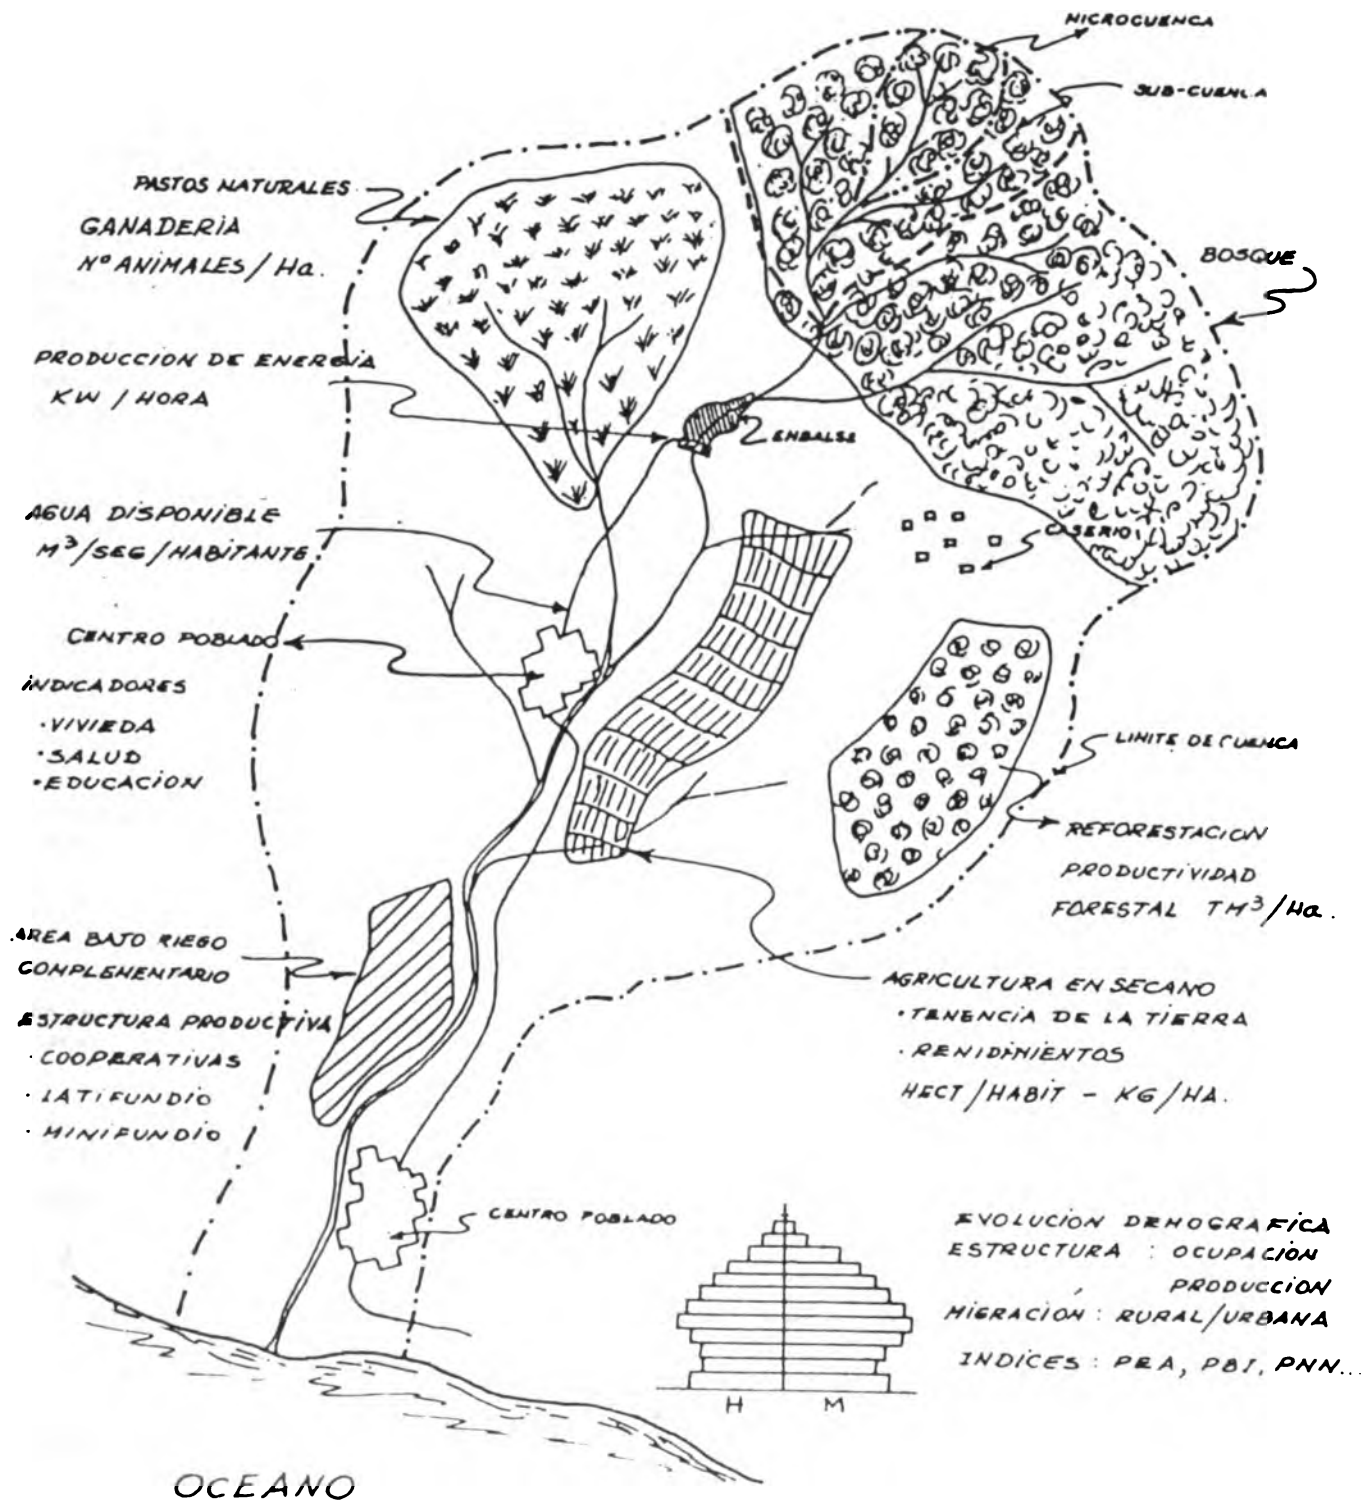 MICROCUENCA
SUB-CUENCA
PASTOS NATURALES
GANADERIA
Nº ANIMALES / Ha.
BOSQUE
PRODUCCION DE ENERGIA
KW / HORA
EMBALSE
AGUA DISPONIBLE
M³/SEG/HABITANTE
CASERIO
CENTRO POBLADO
INDICADORES
· VIVIEDA
· SALUD
· EDUCACION
LIMITE DE CUENCA
REFORESTACION
PRODUCTIVIDAD
FORESTAL TM³/Ha.
AREA BAJO RIEGO
COMPLEMENTARIO
ESTRUCTURA PRODUCTIVA
· COOPERATIVAS
· LATIFUNDIO
· MINIFUNDIO
AGRICULTURA EN SECANO
· TENENCIA DE LA TIERRA
· RENIDIMIENTOS
HECT/HABIT - KG/HA.
CENTRO POBLADO
EVOLUCION DEMOGRAFICA
ESTRUCTURA : OCUPACION
PRODUCCION
MIGRACION : RURAL/URBANA
INDICES : PEA, PBI, PNN...
H M
OCEANO